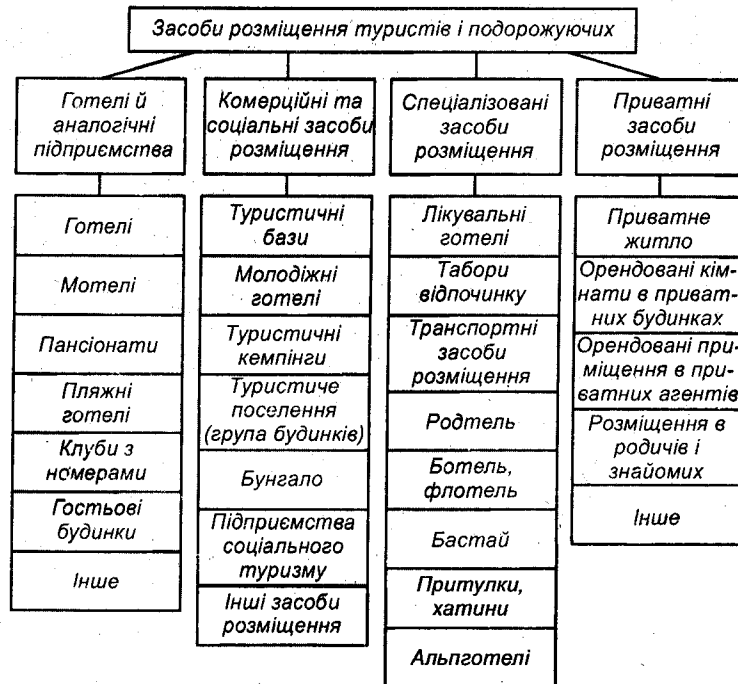 Засоби розміщення туристів і подорожуючих
Готелі й
аналогічні
підприємства
Готелі
Мотелі
Пансіонати
Пляжні
готелі
Клуби з
номерами
Гостьові
будинки
Інше
Комерційні та
соціальні засоби
розміщення
Туристичні
бази
Молодіжні
готелі
Туристичні
кемпінги
Туристиче
поселення
(група будинків)
Бунгало
Підприємства
соціального
туризму
Інші засоби
розміщення
Спеціалізовані
засоби
розміщення
Лікувальні
готелі
Табори
відпочинку
Транспортні
засоби
розміщення
Родтель
Ботель,
флотель
Бастай
Притулки,
хатини
Альпготелі
Приватні
засоби
розміщення
Приватне
житло
Орендовані кім-
нати в приват-
них будинках
Орендовані при-
міщення в при-
ватних агентів
Розміщення в
родичів і
знайомих
Інше